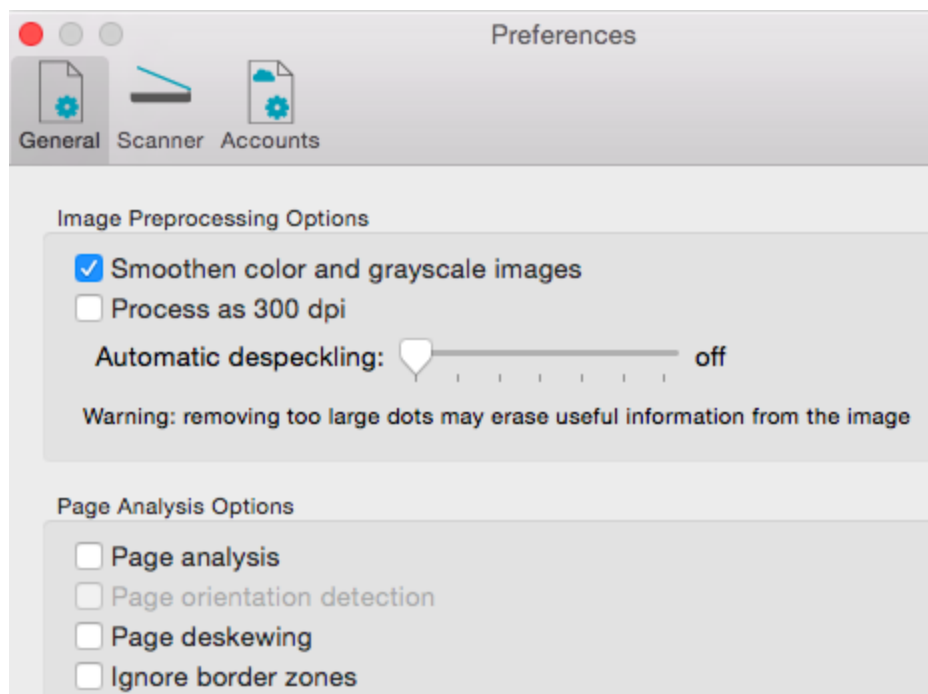 Preferences
General Scanner Accounts
Image Preprocessing Options
Smoothen color and grayscale images
Process as 300 dpi
Automatic despeckling: off
Warning: removing too large dots may erase useful information from the image
Page Analysis Options
Page analysis
Page orientation detection
Page deskewing
Ignore border zones